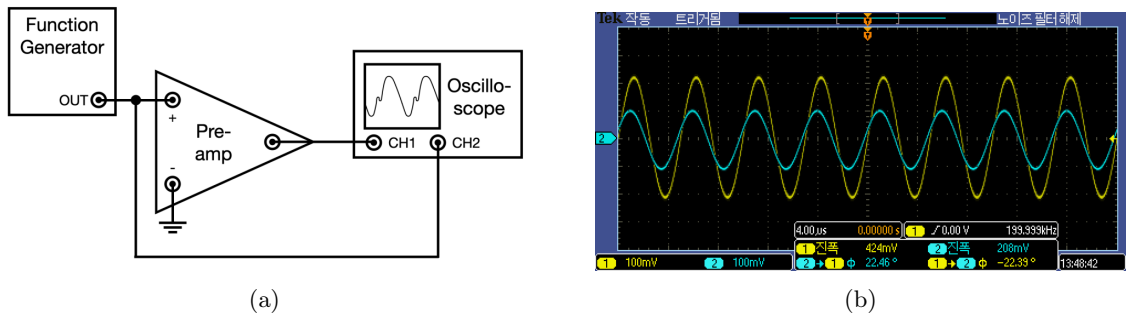 Function
Generator
OUT
+
-
Pre-
amp
Oscillo-
scope
CH1
CH2
(a)
Tek 작동 트리거됨 노이즈 필터 해제
2
4.00 µs 0.00000 s 1 0.00 V 199.999kHz
1 진폭 424mV 2 진폭 208mV
1 100mV 2 100mV 2 → 1 Φ 22.46 ° 1 → 2 Φ -22.39 ° 13:48:42
(b)